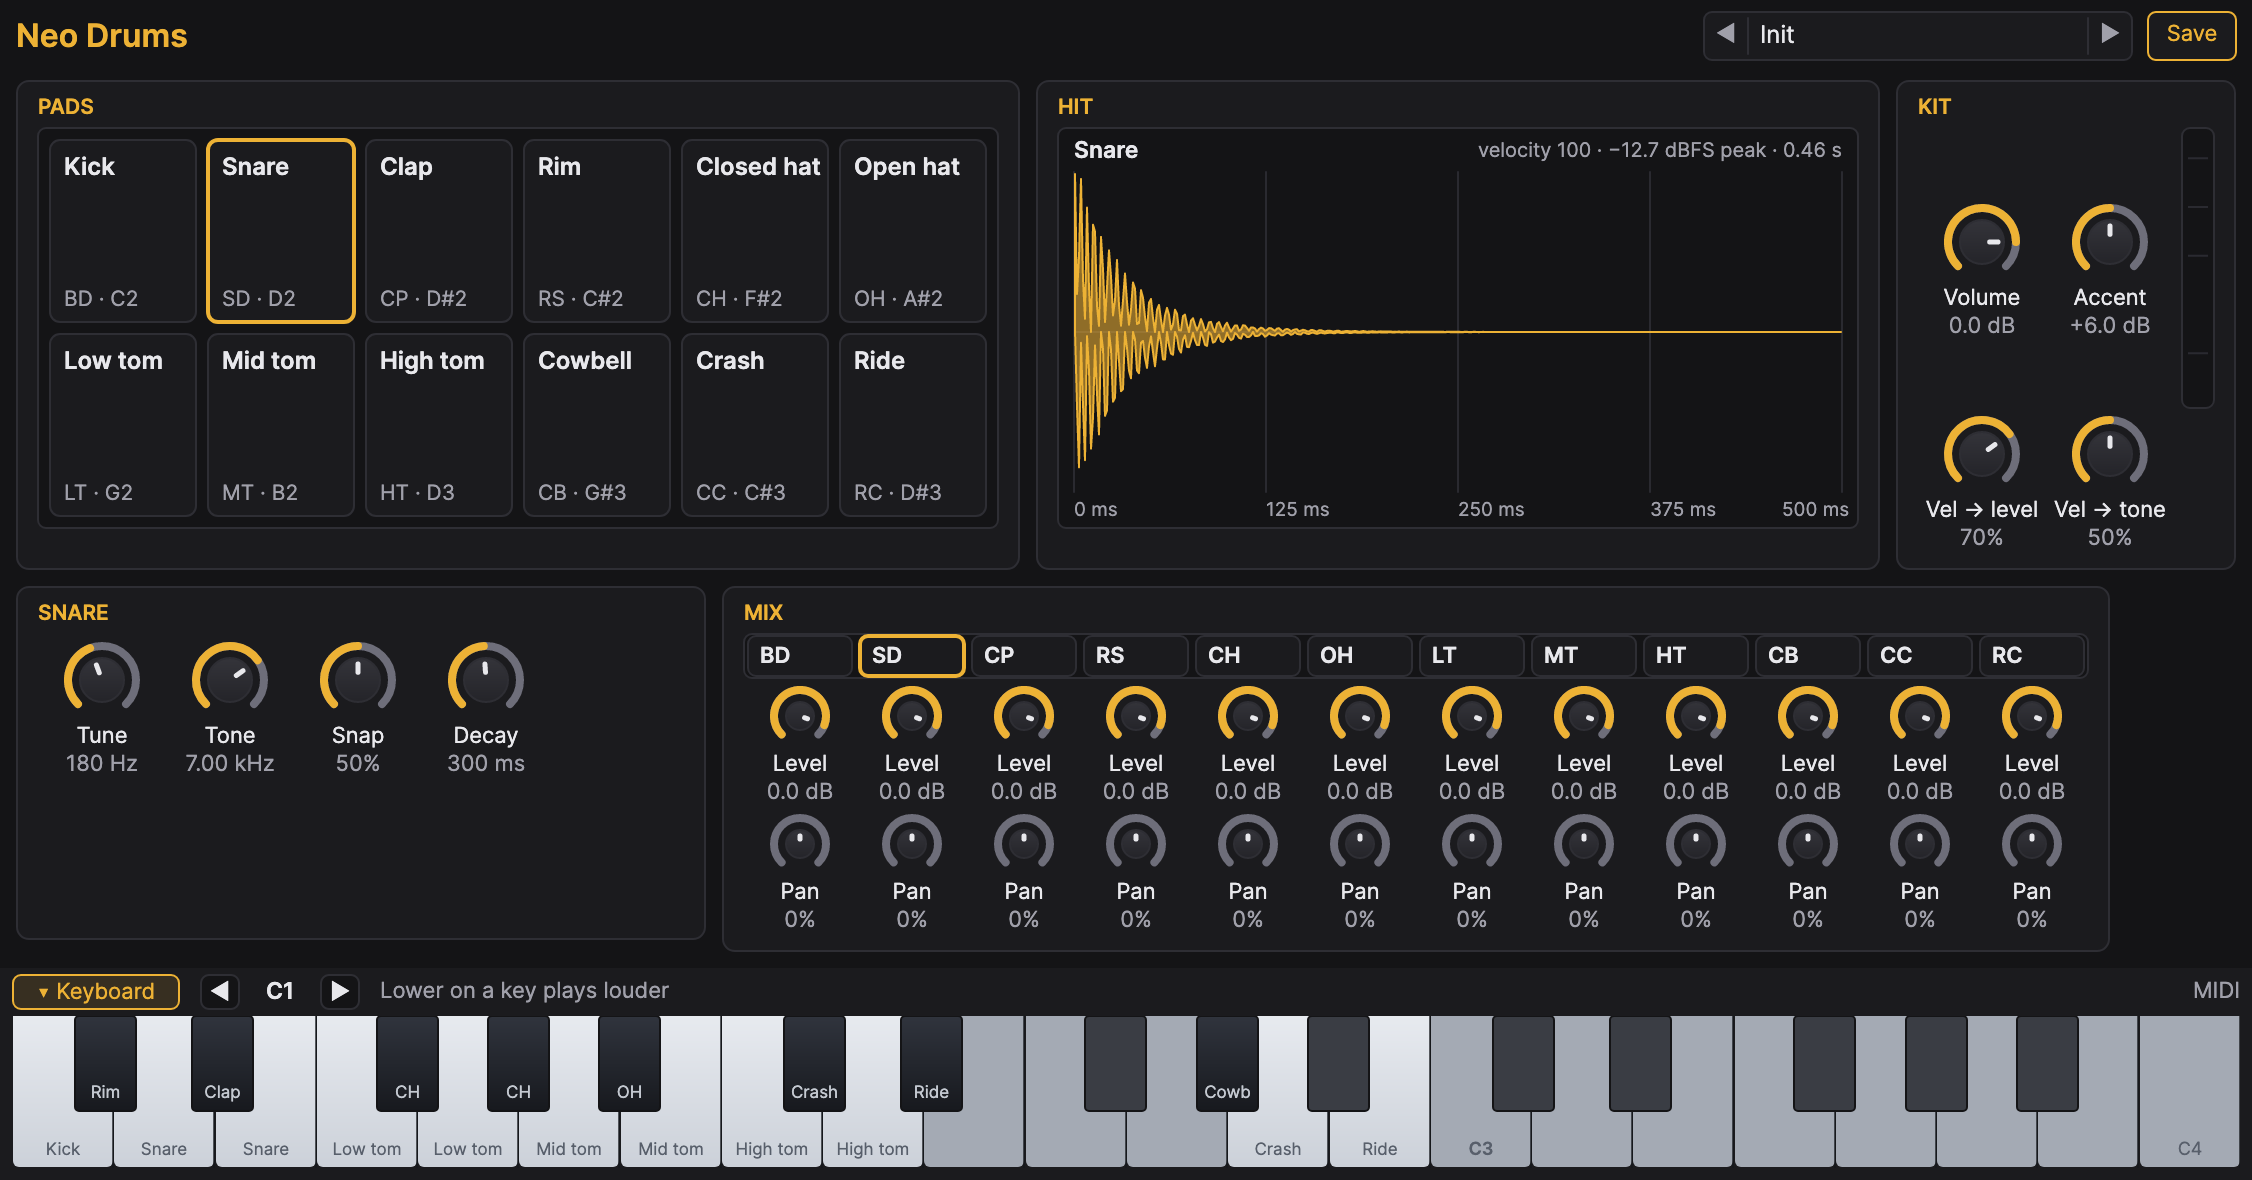 Neo Drums
Init
Save
PADS
Kick
Snare
Clap
Rim
Closed hat
Open hat
BD · C2
SD · D2
CP · D#2
RS · C#2
CH · F#2
OH · A#2
Low tom
Mid tom
High tom
Cowbell
Crash
Ride
LT · G2
MT · B2
HT · D3
CB · G#3
CC · C#3
RC · D#3
HIT
Snare
velocity 100 · −12.7 dBFS peak · 0.46 s
0 ms
125 ms
250 ms
375 ms
500 ms
KIT
Volume
0.0 dB
Accent
+6.0 dB
Vel → level
70%
Vel → tone
50%
SNARE
Tune
180 Hz
Tone
7.00 kHz
Snap
50%
Decay
300 ms
MIX
BD
SD
CP
RS
CH
OH
LT
MT
HT
CB
CC
RC
Level
Level
Level
Level
Level
Level
Level
Level
Level
Level
Level
Level
0.0 dB
0.0 dB
0.0 dB
0.0 dB
0.0 dB
0.0 dB
0.0 dB
0.0 dB
0.0 dB
0.0 dB
0.0 dB
0.0 dB
Pan
Pan
Pan
Pan
Pan
Pan
Pan
Pan
Pan
Pan
Pan
Pan
0%
0%
0%
0%
0%
0%
0%
0%
0%
0%
0%
0%
▾ Keyboard
C1
Lower on a key plays louder
MIDI
Rim
Clap
CH
CH
OH
Crash
Ride
Cowb
Kick
Snare
Snare
Low tom
Low tom
Mid tom
Mid tom
High tom
High tom
Crash
Ride
C3
C4